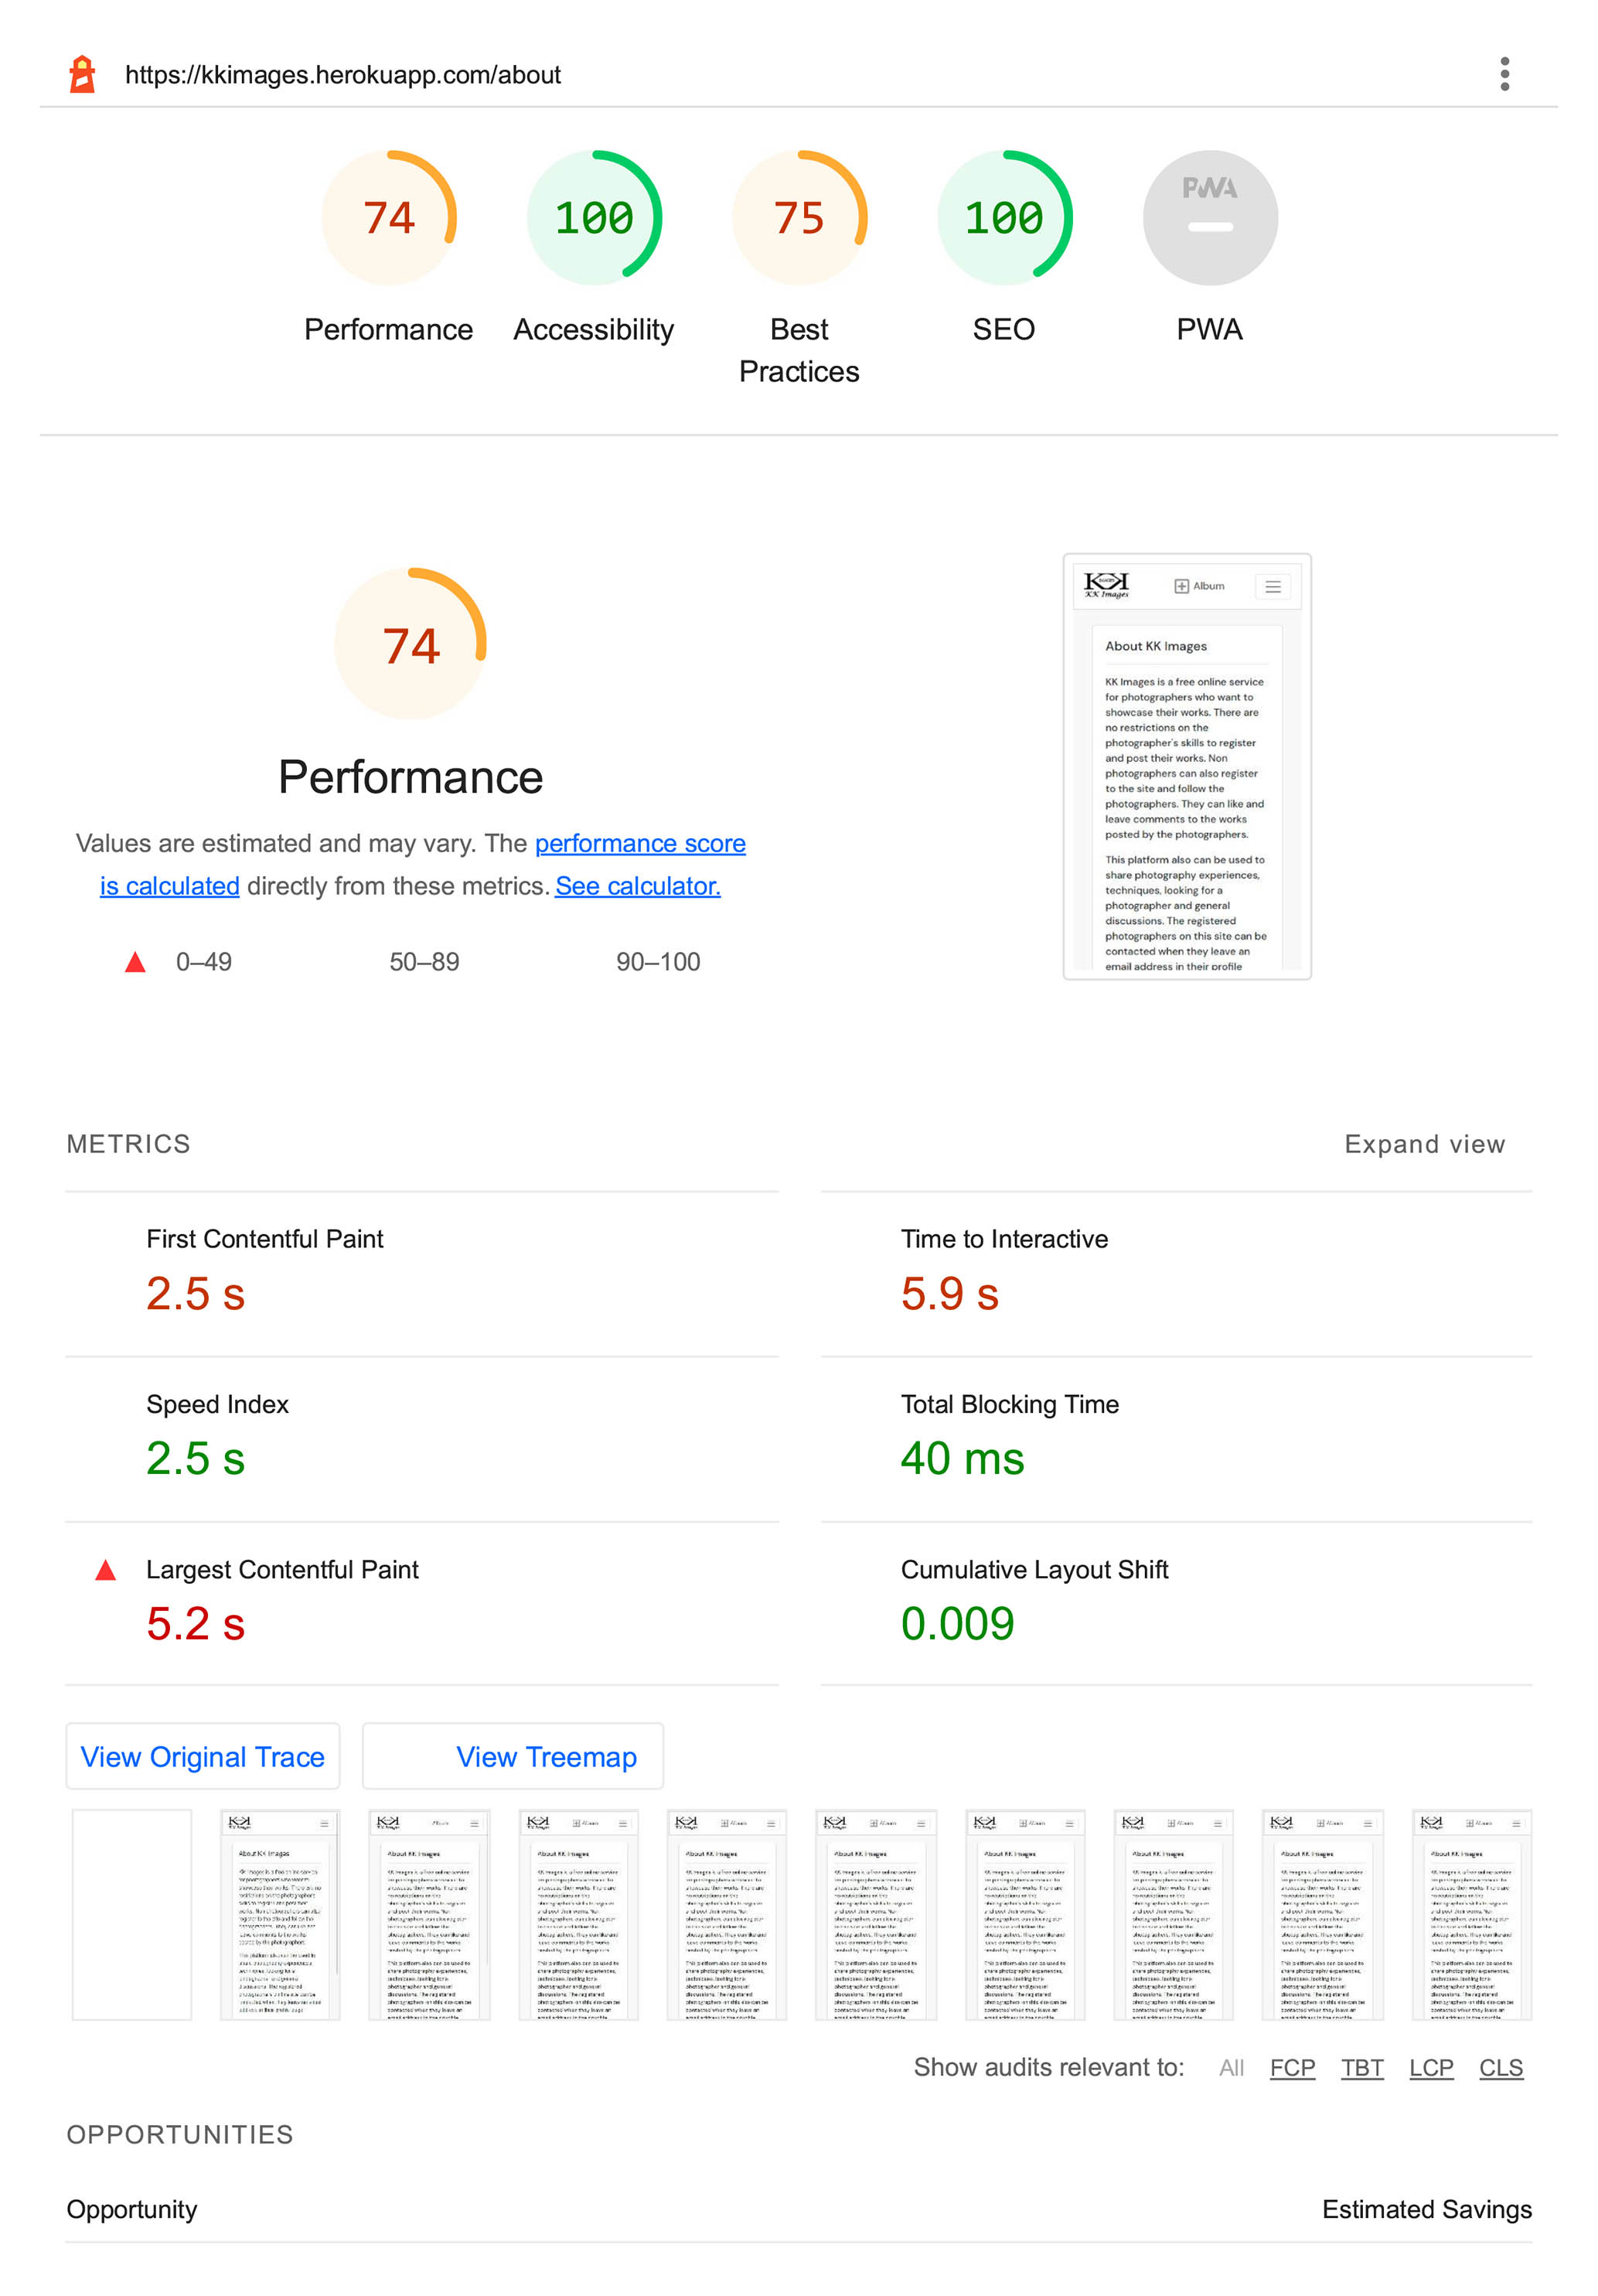 https://kkimages.herokuapp.com/about
74
100
75
100
PWA
Performance
Accessibility
Best
Practices
SEO
PWA
74
Performance
Values are estimated and may vary. The performance score
is calculated directly from these metrics. See calculator.
0–49
50–89
90–100
KK Images
Album
About KK Images
KK Images is a free online service
for photographers who want to
showcase their works. There are
no restrictions on the
photographer's skills to register
and post their works. Non
photographers can also register
to the site and follow the
photographers. They can like and
leave comments to the works
posted by the photographers.
This platform also can be used to
share photography experiences,
techniques, looking for a
photographer and general
discussions. The registered
photographers on this site can be
contacted when they leave an
email address in their profile
METRICS
Expand view
First Contentful Paint
2.5 s
Time to Interactive
5.9 s
Speed Index
2.5 s
Total Blocking Time
40 ms
Largest Contentful Paint
5.2 s
Cumulative Layout Shift
0.009
View Original Trace
View Treemap
Show audits relevant to: All FCP TBT LCP CLS
OPPORTUNITIES
Opportunity
Estimated Savings